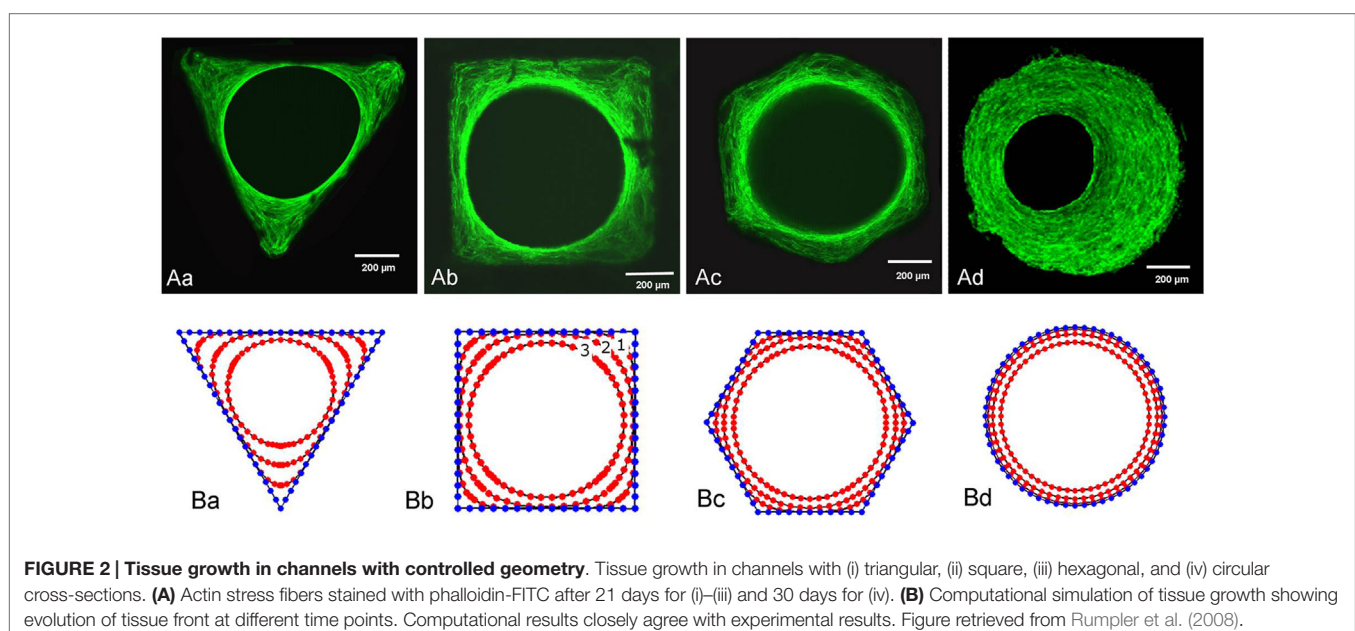 200 µm
200 µm
200 µm
200 µm
Aa
Ab
Ac
Ad
3 2 1
Ba
Bb
Bc
Bd
FIGURE 2 | Tissue growth in channels with controlled geometry. Tissue growth in channels with (i) triangular, (ii) square, (iii) hexagonal, and (iv) circular
cross-sections. (A) Actin stress fibers stained with phalloidin-FITC after 21 days for (i)–(iii) and 30 days for (iv). (B) Computational simulation of tissue growth showing
evolution of tissue front at different time points. Computational results closely agree with experimental results. Figure retrieved from Rumpler et al. (2008).